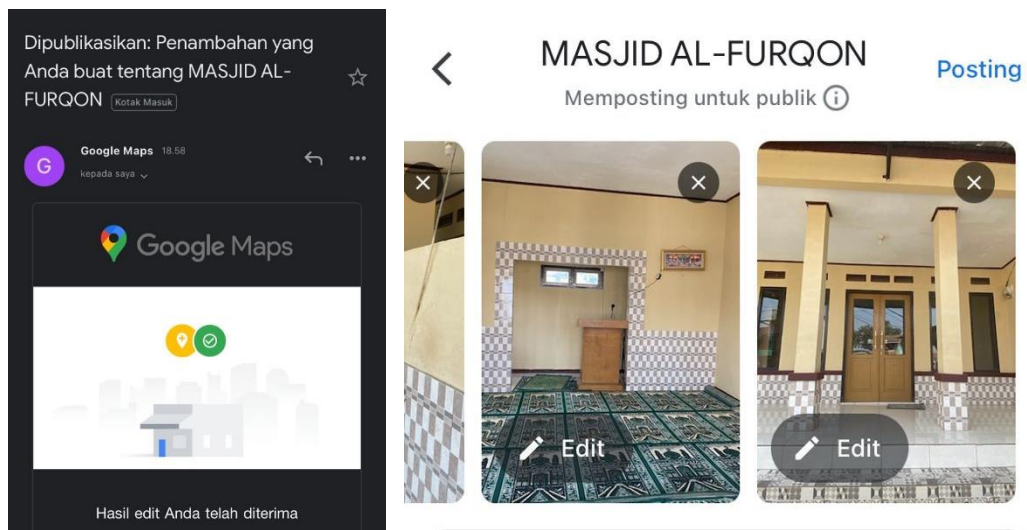 Dipublikasikan: Penambahan yang
Anda buat tentang MASJID AL-
FURQON Kotak Masuk
Google Maps 18.58
kepada saya
G
Google Maps
Hasil edit Anda telah diterima
MASJID AL-FURQON
Posting
Memposting untuk publik
Edit
Edit